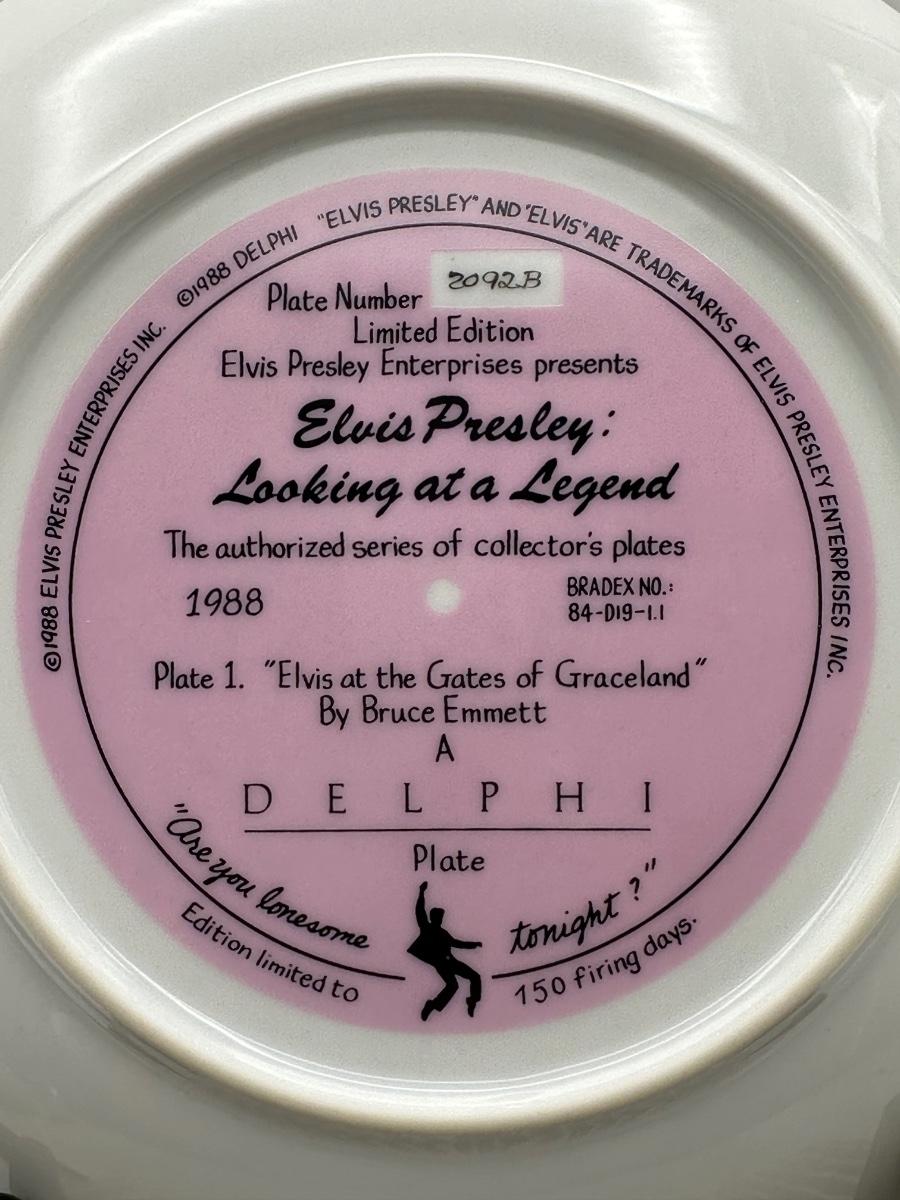 ©1988 ELVIS PRESLEY ENTERPRISES INC. ©1988 DELPHI "ELVIS PRESLEY" AND "ELVIS" ARE TRADEMARKS OF ELVIS PRESLEY ENTERPRISES INC.
Plate Number 2092B
Limited Edition
Elvis Presley Enterprises presents
Elvis Presley:
Looking at a Legend
The authorized series of collector's plates
1988
BRADEX NO.:
84-D19-1.1
Plate 1. "Elvis at the Gates of Graceland"
By Bruce Emmett
A
DELPHI
Plate
"Are you lonesome tonight?"
Edition limited to 150 firing days.